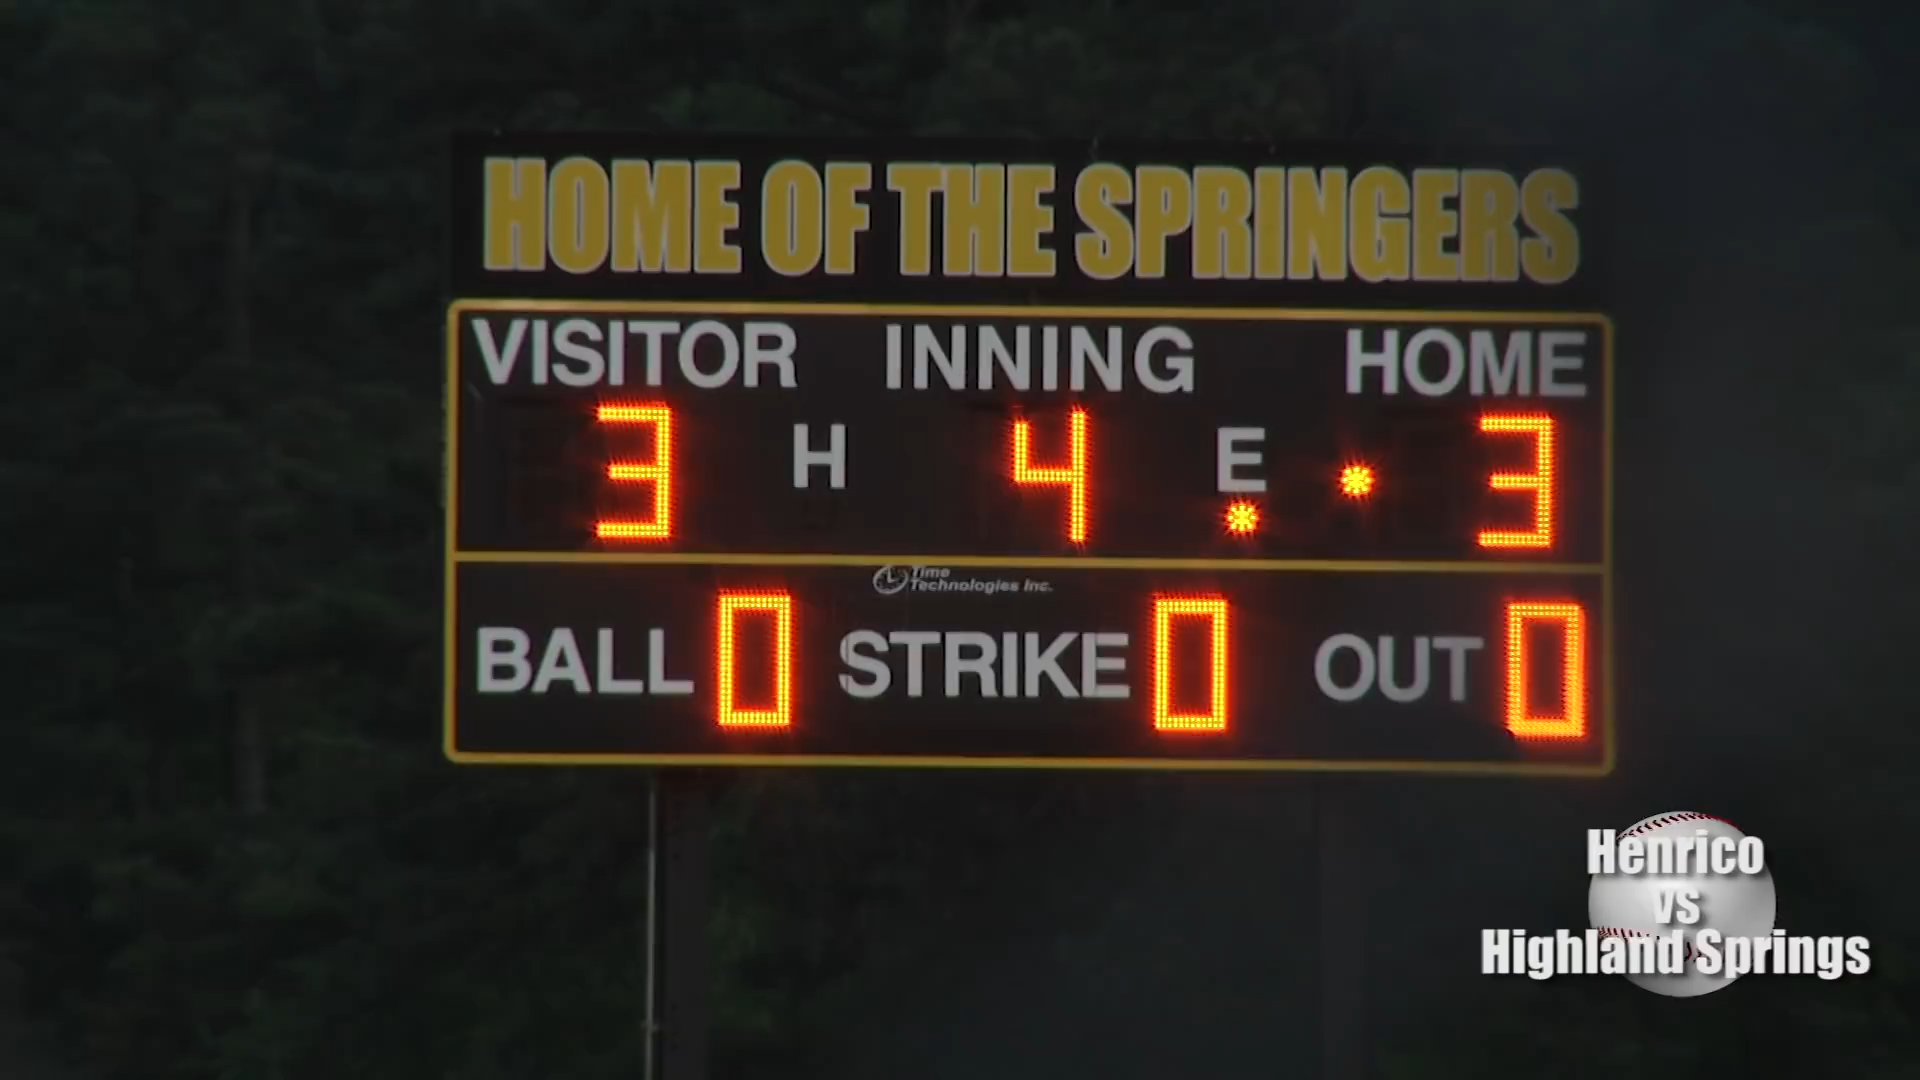 HOME OF THE SPRINGERS
VISITOR INNING HOME
3 H 4 E 3
Time
Technologies Inc.
BALL 0 STRIKE 0 OUT 0
Henrico
vs
Highland Springs